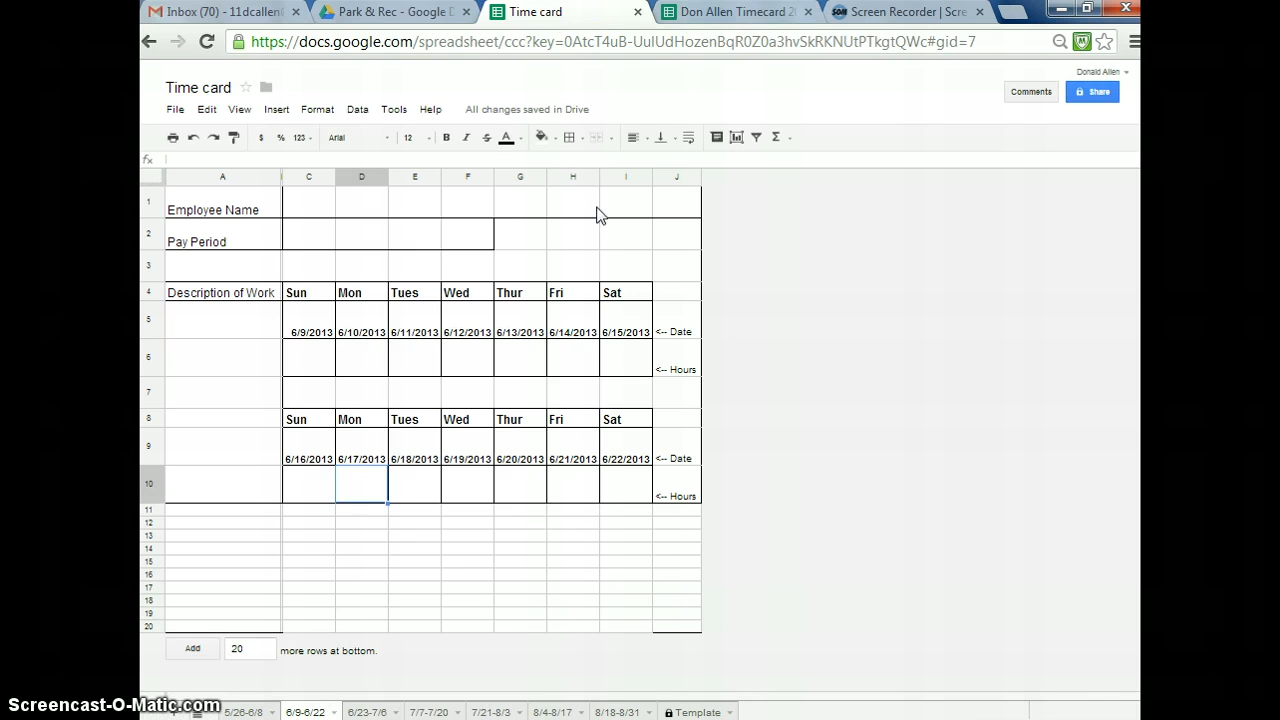 Inbox (70) - 11dcallen
Park & Rec - Google D
Time card
Don Allen Timecard 20
Screen Recorder | Scre
https://docs.google.com/spreadsheet/ccc?key=0AtcT4uB-UulUdHozenBqR0Z0a3hvSkRKNUtPTkgtQWc#gid=7
Donald Allen
Time card
Comments
Share
File Edit View Insert Format Data Tools Help All changes saved in Drive
$ % 123 Arial 12 B I S A Σ
fx
A C D E F G H I J
1 Employee Name
2 Pay Period
3
4 Description of Work Sun Mon Tues Wed Thur Fri Sat
5 6/9/2013 6/10/2013 6/11/2013 6/12/2013 6/13/2013 6/14/2013 6/15/2013 <-- Date
6 <-- Hours
7
8 Sun Mon Tues Wed Thur Fri Sat
9 6/16/2013 6/17/2013 6/18/2013 6/19/2013 6/20/2013 6/21/2013 6/22/2013 <-- Date
10 <-- Hours
11
12
13
14
15
16
17
18
19
20
Add 20 more rows at bottom.
5/26-6/8 6/9-6/22 6/23-7/6 7/7-7/20 7/21-8/3 8/4-8/17 8/18-8/31 Template
Screencast-O-Matic.com